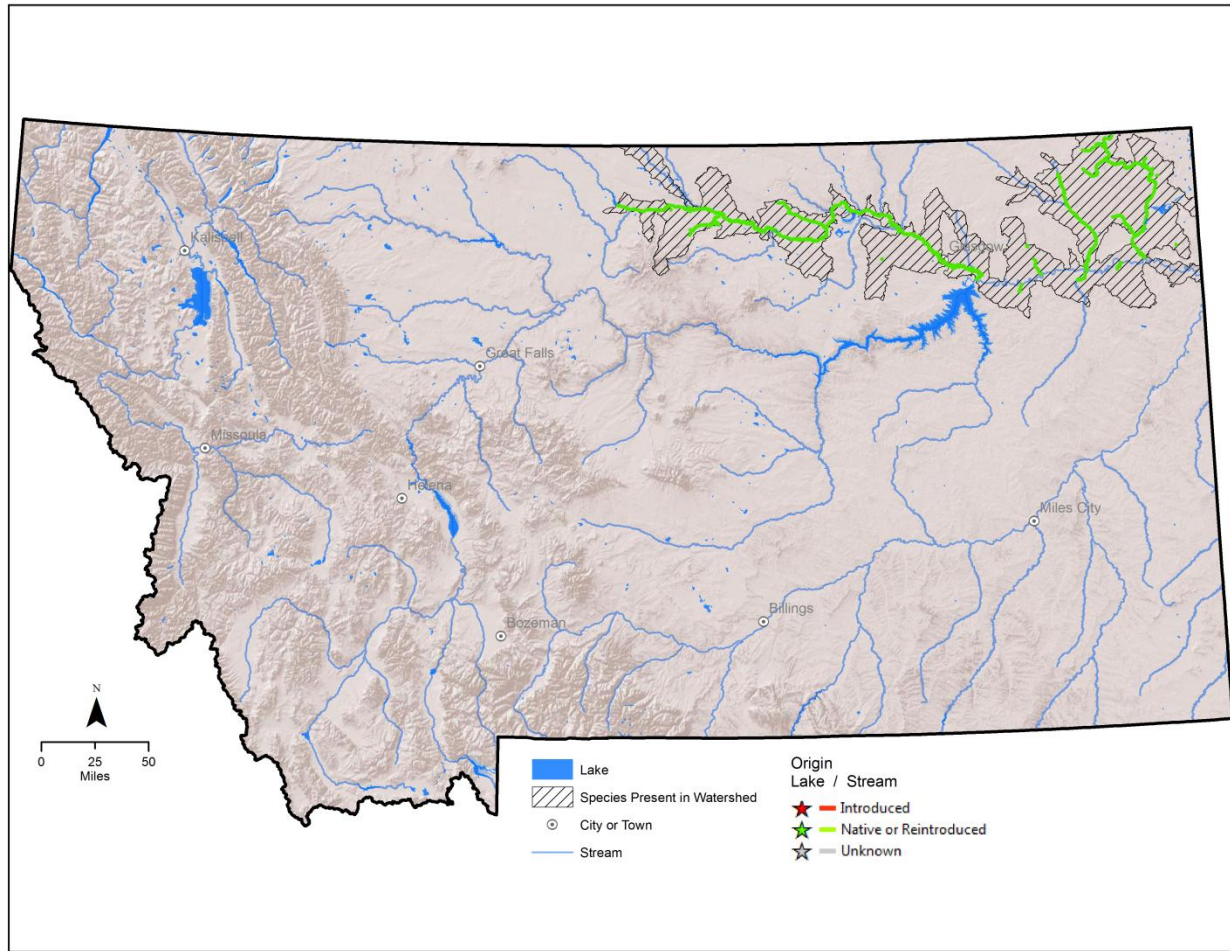 Kalispell
Glasgow
Great Falls
Missoula
Helena
Miles City
Billings
Bozeman
N
0 25 50
Miles
Lake
Species Present in Watershed
City or Town
Stream
Origin
Lake / Stream
Introduced
Native or Reintroduced
Unknown